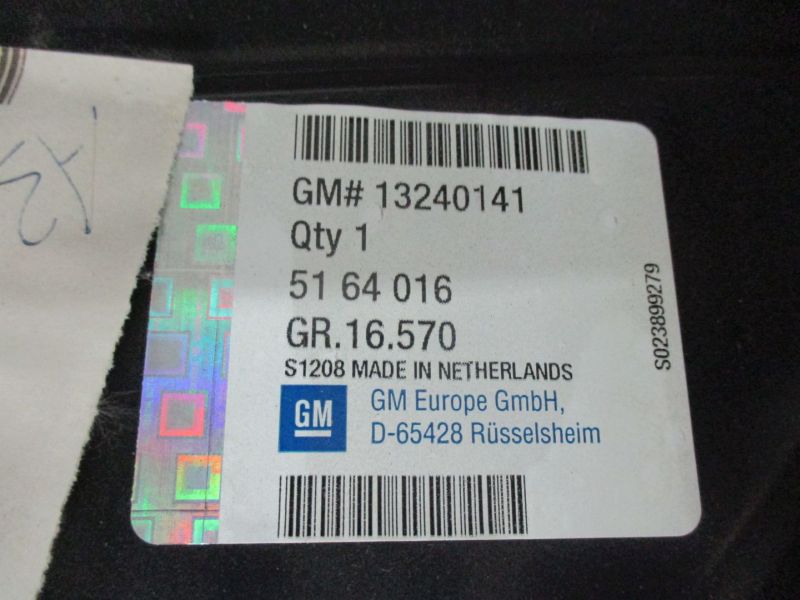 GM# 13240141
Qty 1
51 64 016
GR.16.570
S1208 MADE IN NETHERLANDS
GM
GM Europe GmbH,
D-65428 Rüsselsheim
S023899279